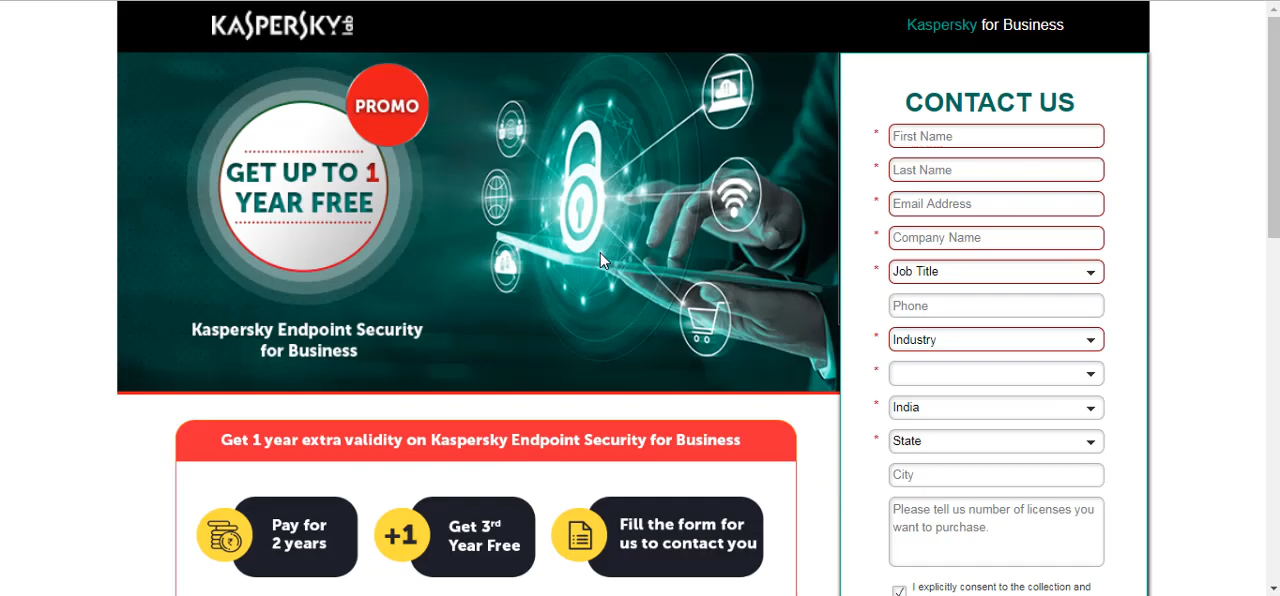 KASPERSKY lab
Kaspersky for Business
PROMO
GET UP TO 1
YEAR FREE
Kaspersky Endpoint Security
for Business
Get 1 year extra validity on Kaspersky Endpoint Security for Business
Pay for
2 years
+1
Get 3rd
Year Free
Fill the form for
us to contact you
CONTACT US
* First Name
* Last Name
* Email Address
* Company Name
* Job Title
Phone
* Industry
*
* India
* State
City
Please tell us number of licenses you
want to purchase.
I explicitly consent to the collection and